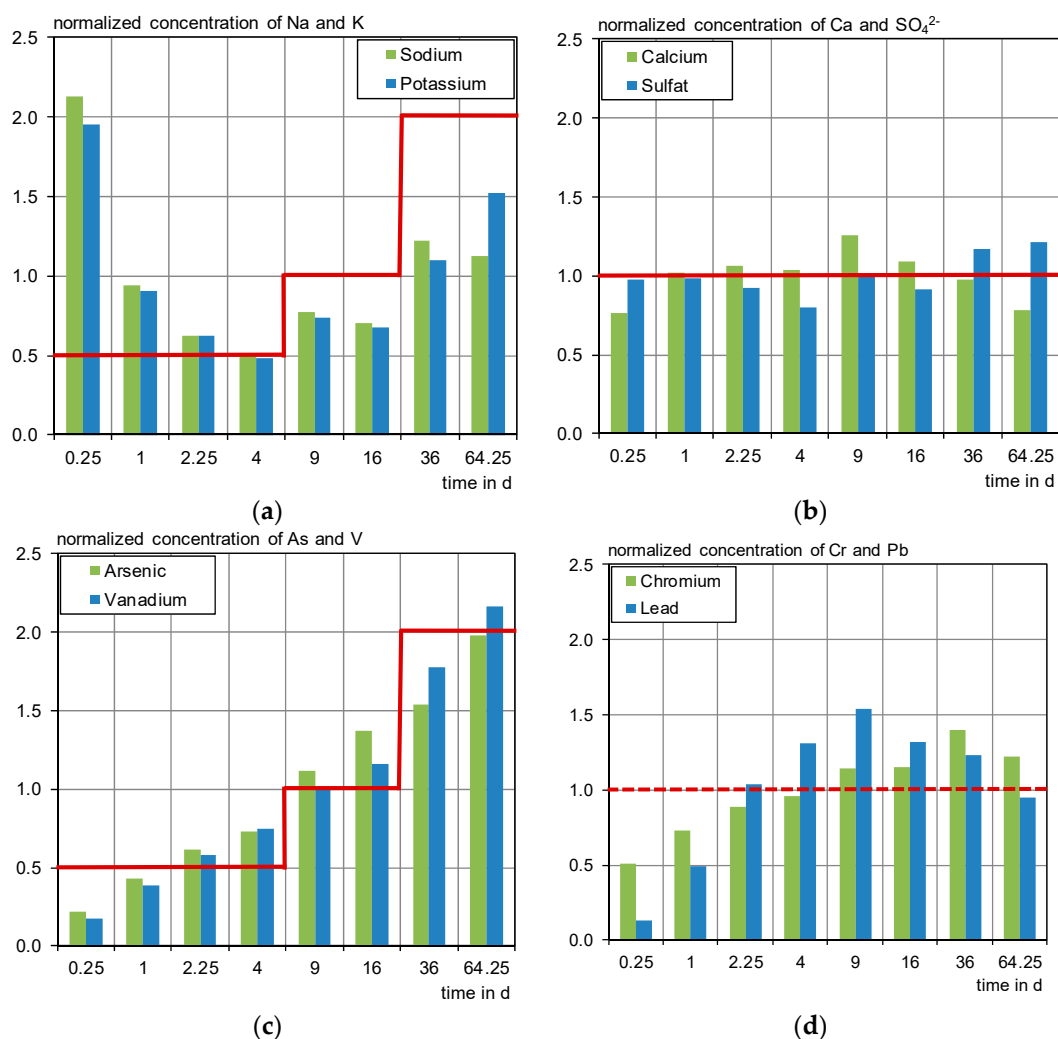 normalized concentration of Na and K
2.5
2.0
1.5
1.0
0.5
0.0
Sodium
Potassium
0.25 1 2.25 4 9 16 36 64.25
time in d
(a)
normalized concentration of Ca and SO₄²⁻
2.5
2.0
1.5
1.0
0.5
0.0
Calcium
Sulfat
0.25 1 2.25 4 9 16 36 64.25
time in d
(b)
normalized concentration of As and V
2.5
2.0
1.5
1.0
0.5
0.0
Arsenic
Vanadium
0.25 1 2.25 4 9 16 36 64.25
time in d
(c)
normalized concentration of Cr and Pb
2.5
2.0
1.5
1.0
0.5
0.0
Chromium
Lead
0.25 1 2.25 4 9 16 36 64.25
time in d
(d)